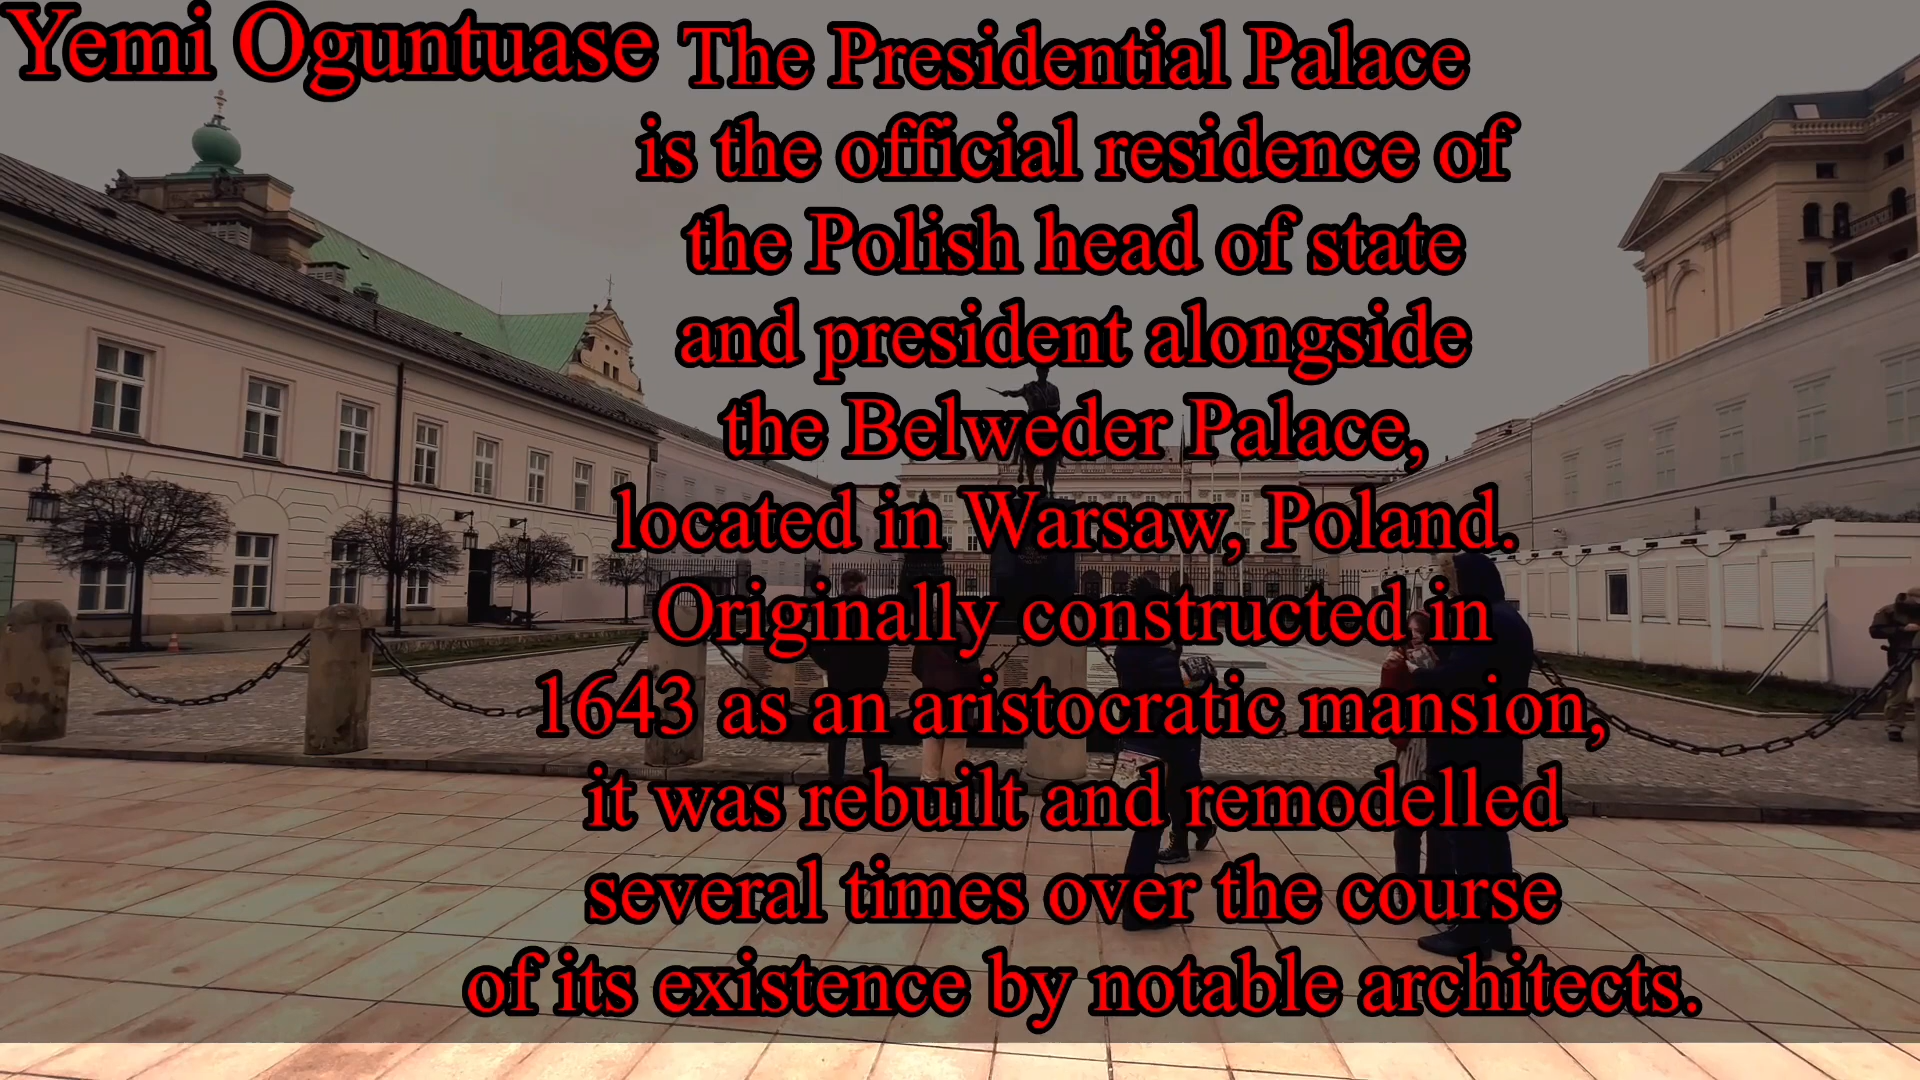 Yemi Oguntuase
The Presidential Palace
is the official residence of
the Polish head of state
and president alongside
the Belweder Palace,
located in Warsaw, Poland.
Originally constructed in
1643 as an aristocratic mansion,
it was rebuilt and remodelled
several times over the course
of its existence by notable architects.